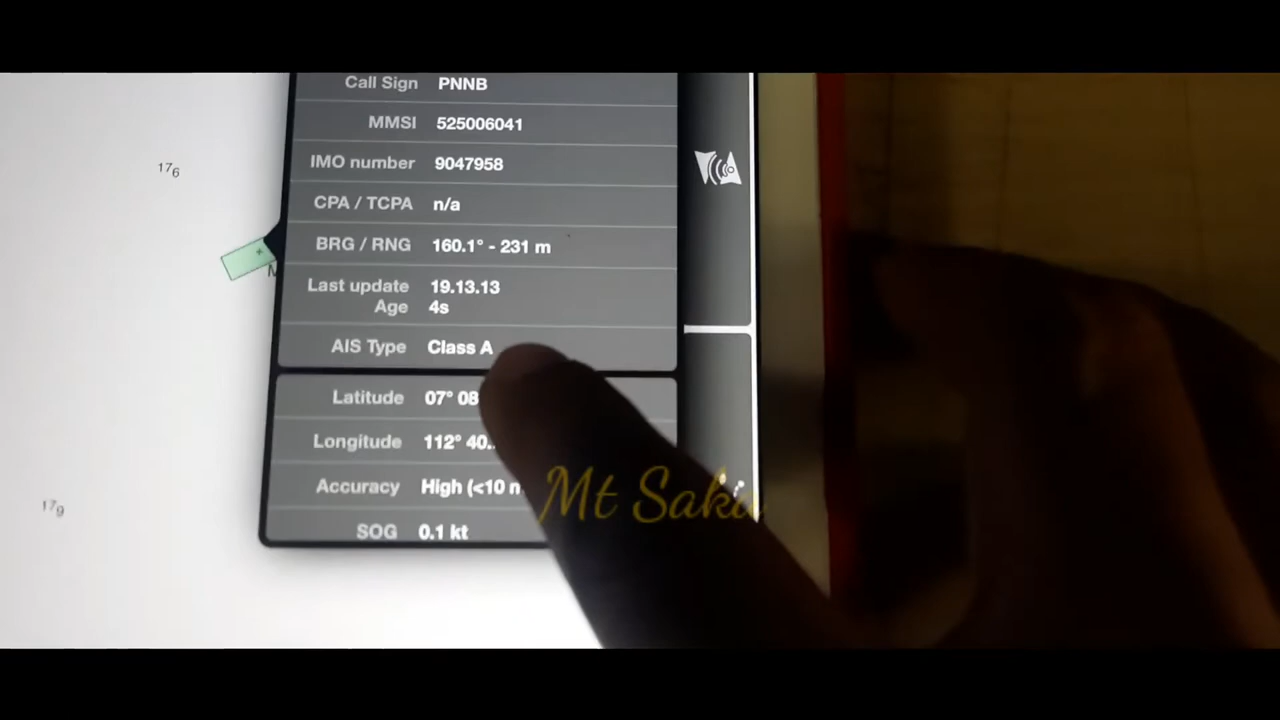 Call Sign PNNB
MMSI 525006041
IMO number 9047958
17₆
CPA / TCPA n/a
BRG / RNG 160.1° - 231 m
M
Last update 19.13.13
Age 4s
AIS Type Class A
Latitude 07° 08
Longitude 112° 40..
Accuracy High (<10 n
Mt Saka
17₉
SOG 0.1 kt